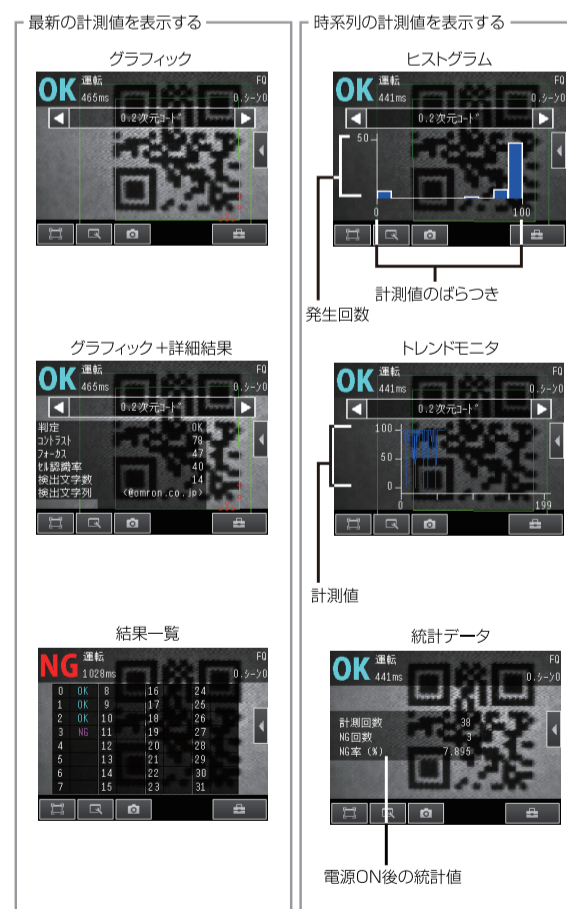 最新の計測値を表示する
グラフィック
OK 運転 FQ
465ms 0.シーン0
0.2次元コード
グラフィック+詳細結果
OK 運転 FQ
465ms 0.シーン0
0.2次元コード
判定 OK
コントラスト 78
フォーカス 47
セル認識率 40
検出文字数 14
検出文字列 (@omron.co.jp)
結果一覧
NG 運転 FQ
1028ms 0.シーン0
0 OK 8 16 24
1 OK 9 17 25
2 OK 10 18 26
3 NG 11 19 27
4 12 20 28
5 13 21 29
6 14 22 30
7 15 23 31
時系列の計測値を表示する
ヒストグラム
OK 運転 FQ
441ms 0.シーン0
0.2次元コード
50
0 100
計測値のばらつき
発生回数
トレンドモニタ
OK 運転 FQ
441ms 0.シーン0
0.2次元コード
100
50
0
0 199
計測値
統計データ
OK 運転 FQ
441ms 0.シーン0
計測回数 38
NG回数 3
NG率(%) 7.895
電源ON後の統計値